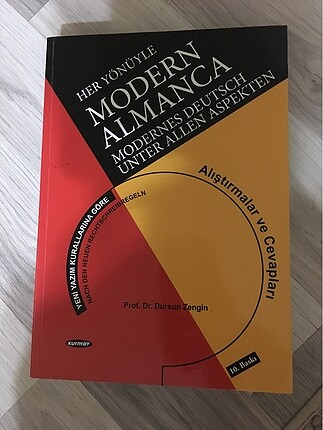 HER YÖNÜYLE
MODERN
ALMANCA
MODERNES DEUTSCH
UNTER ALLEN ASPEKTEN
Alıştırmalar ve Cevapları
YENİ YAZIM KURALLARINA GÖRE
NACH DEN NEUEN RECHTSCHREIBREGELN
Prof. Dr. Dursun Zengin
kurmay
10. Baskı